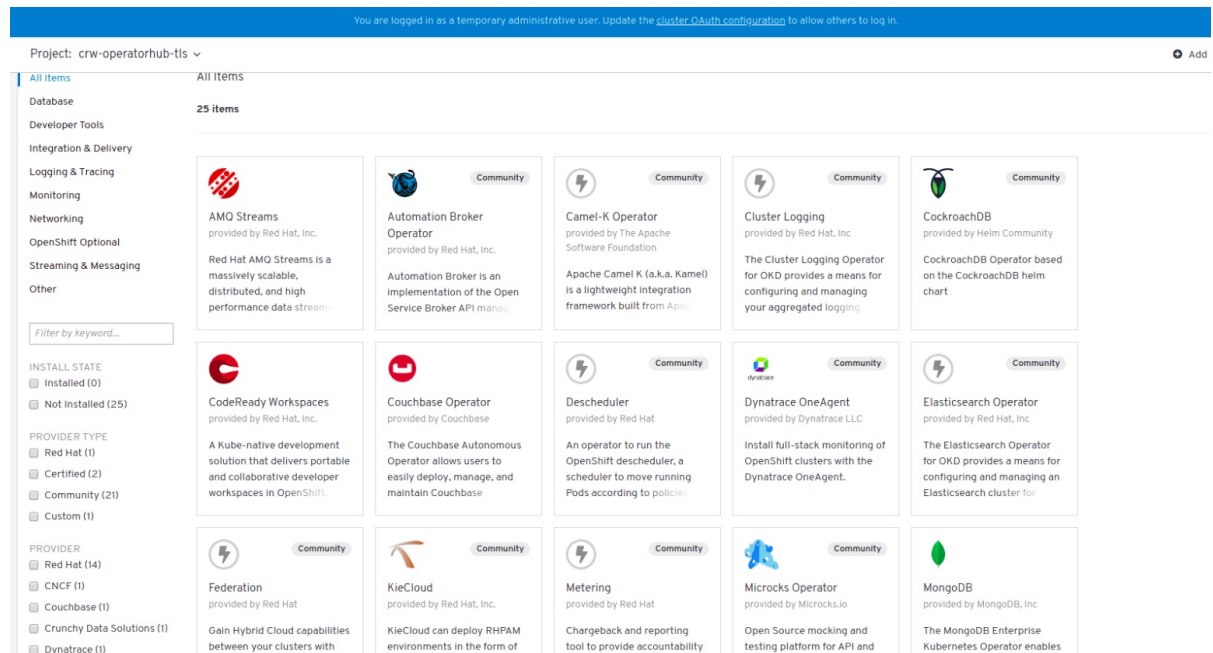 You are logged in as a temporary administrative user. Update the cluster OAuth configuration to allow others to log in.
Project: crw-operatorhub-tls
Add
All Items
Database
Developer Tools
Integration & Delivery
Logging & Tracing
Monitoring
Networking
OpenShift Optional
Streaming & Messaging
Other
Filter by keyword...
INSTALL STATE
Installed (0)
Not Installed (25)
PROVIDER TYPE
Red Hat (1)
Certified (2)
Community (21)
Custom (1)
PROVIDER
Red Hat (14)
CNCF (1)
Couchbase (1)
Crunchy Data Solutions (1)
Dynatrace (1)
All Items
25 items
AMQ Streams
provided by Red Hat, Inc.
Red Hat AMQ Streams is a
massively scalable,
distributed, and high
performance data stream
Community
Automation Broker
Operator
provided by Red Hat, Inc.
Automation Broker is an
implementation of the Open
Service Broker API manag
Community
Camel-K Operator
provided by The Apache
Software Foundation
Apache Camel K (a.k.a. Kamel)
is a lightweight integration
framework built from Apa
Community
Cluster Logging
provided by Red Hat, Inc
The Cluster Logging Operator
for OKD provides a means for
configuring and managing
your aggregated logging
Community
CockroachDB
provided by Helm Community
CockroachDB Operator based
on the CockroachDB helm
chart
CodeReady Workspaces
provided by Red Hat, Inc.
A Kube-native development
solution that delivers portable
and collaborative developer
workspaces in OpenShift.
Couchbase Operator
provided by Couchbase
The Couchbase Autonomous
Operator allows users to
easily deploy, manage, and
maintain Couchbase
Community
Descheduler
provided by Red Hat
An operator to run the
OpenShift descheduler, a
scheduler to move running
Pods according to policies
dynatrace
Community
Dynatrace OneAgent
provided by Dynatrace LLC
Install full-stack monitoring of
OpenShift clusters with the
Dynatrace OneAgent.
Community
Elasticsearch Operator
provided by Red Hat, Inc
The Elasticsearch Operator
for OKD provides a means for
configuring and managing an
Elasticsearch cluster for
Community
Federation
provided by Red Hat
Gain Hybrid Cloud capabilities
between your clusters with
Community
KieCloud
provided by Red Hat, Inc.
KieCloud can deploy RHPAM
environments in the form of
Community
Metering
provided by Red Hat
Chargeback and reporting
tool to provide accountability
Community
Microcks Operator
provided by Microcks.io
Open Source mocking and
testing platform for API and
MongoDB
provided by MongoDB, Inc
The MongoDB Enterprise
Kubernetes Operator enables